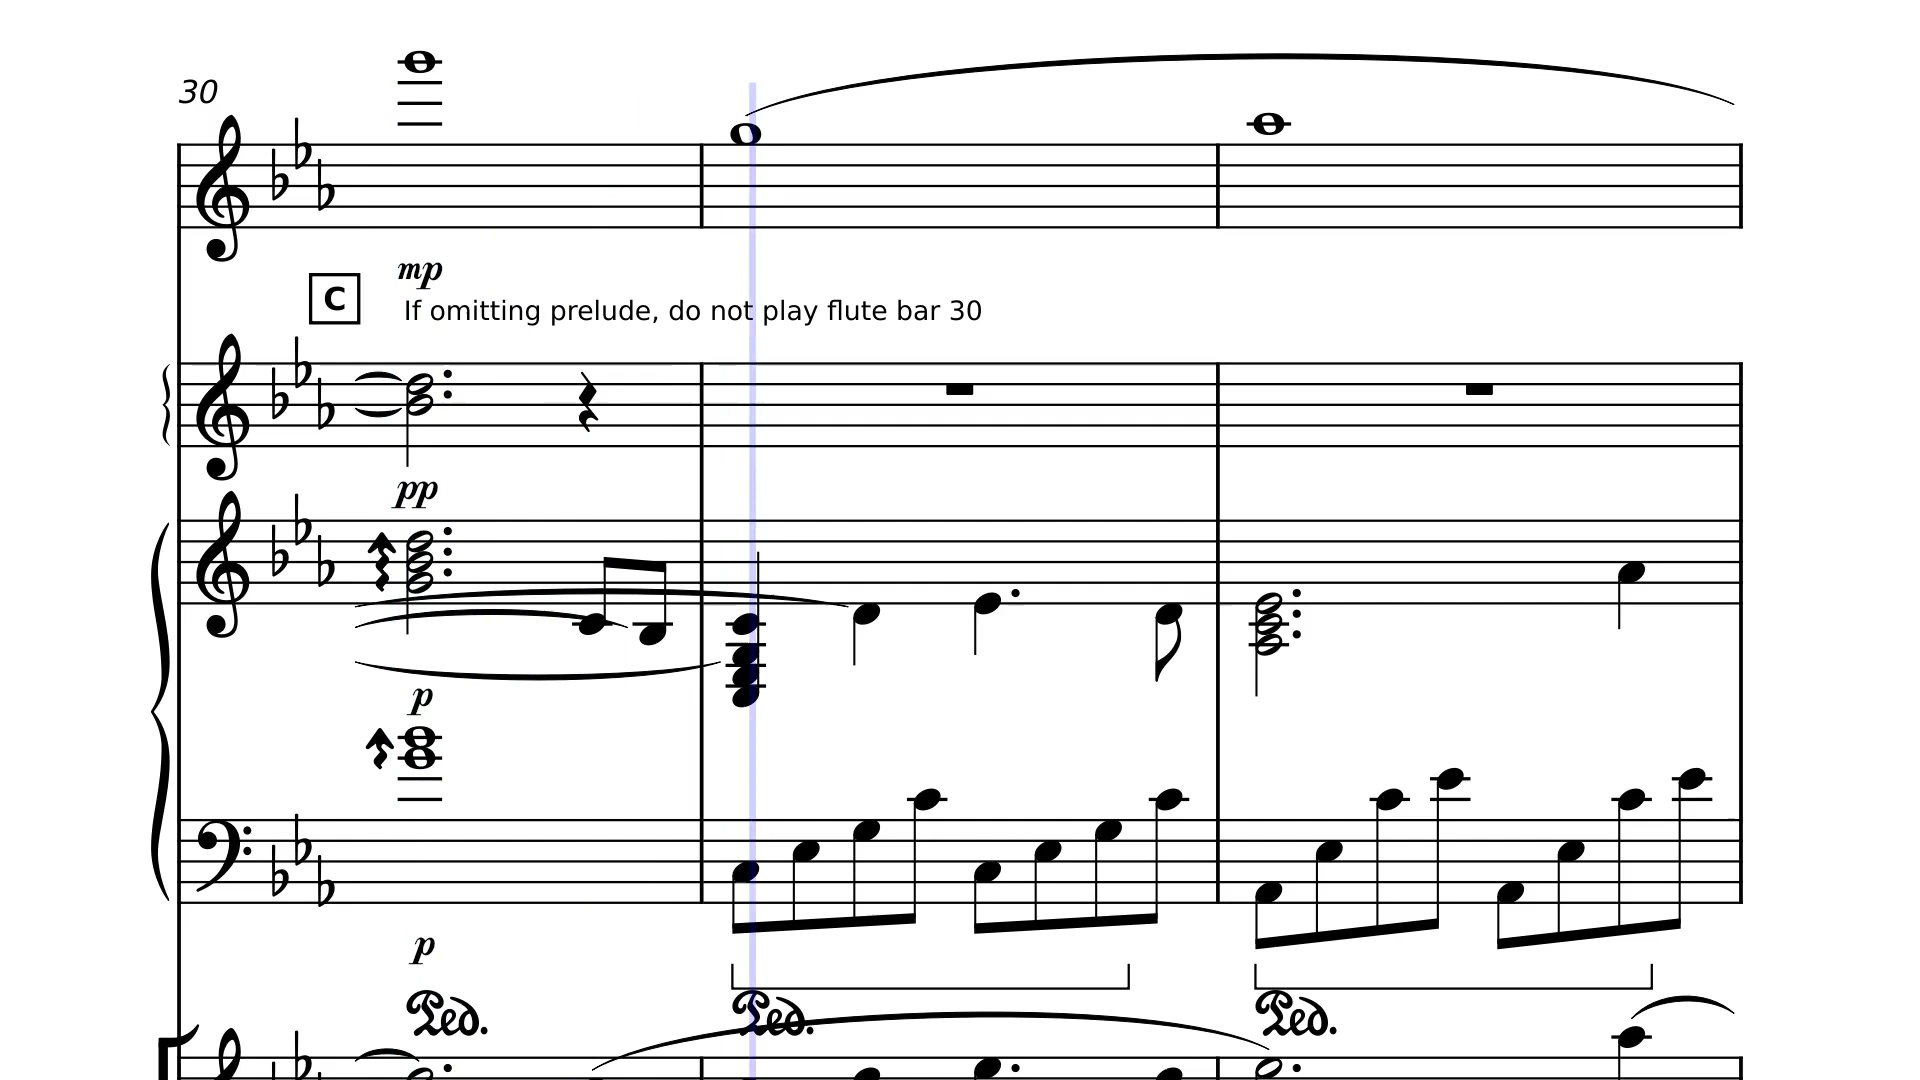 30
mp
C
If omitting prelude, do not play flute bar 30
pp
p
p
Ped. Ped. Ped.